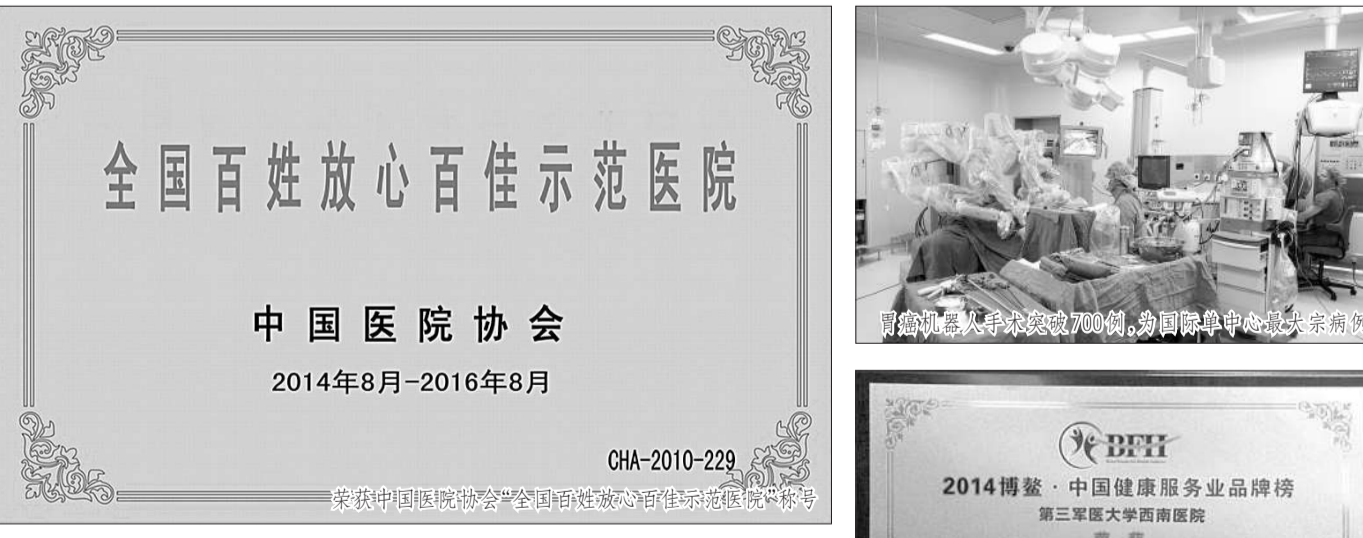 全国百姓放心百佳示范医院
中国医院协会
2014年8月-2016年8月
CHA-2010-229
荣获中国医院协会“全国百姓放心百佳示范医院”称号
胃癌机器人手术突破700例,为国际单中心最大宗病例
BFH
2014博鳌·中国健康服务业品牌榜
第三军医大学西南医院